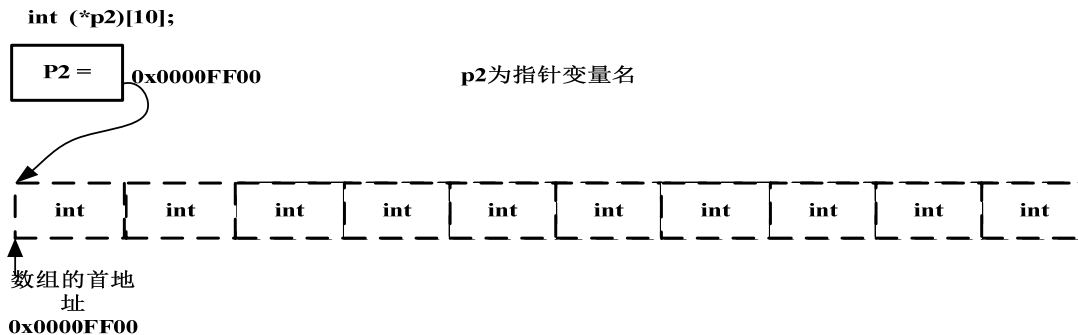 int (*p2)[10];
P2 = 0x0000FF00
p2为指针变量名
int int int int int int int int int int
数组的首地
址
0x0000FF00